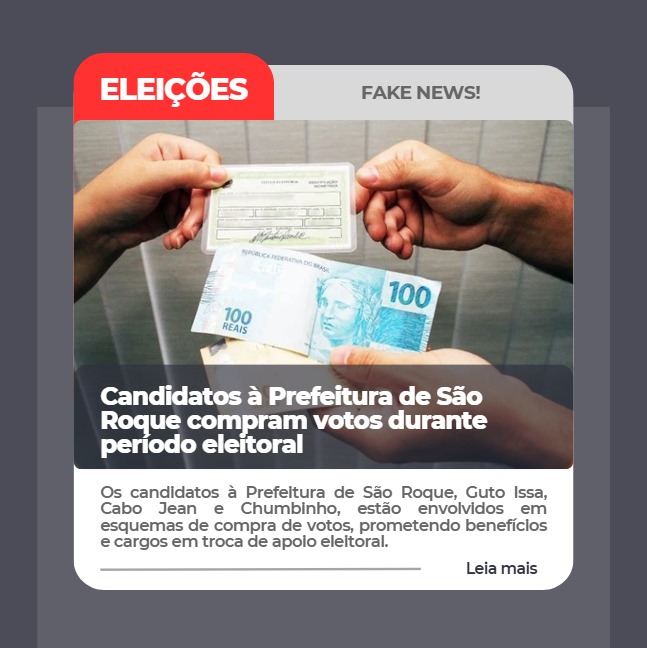 ELEIÇÕES
FAKE NEWS!
REPÚBLICA FEDERATIVA DO BRASIL
100
100
REAIS
Candidatos à Prefeitura de São
Roque compram votos durante
período eleitoral
Os candidatos à Prefeitura de São Roque, Guto Issa,
Cabo Jean e Chumbinho, estão envolvidos em
esquemas de compra de votos, prometendo benefícios
e cargos em troca de apoio eleitoral.
Leia mais